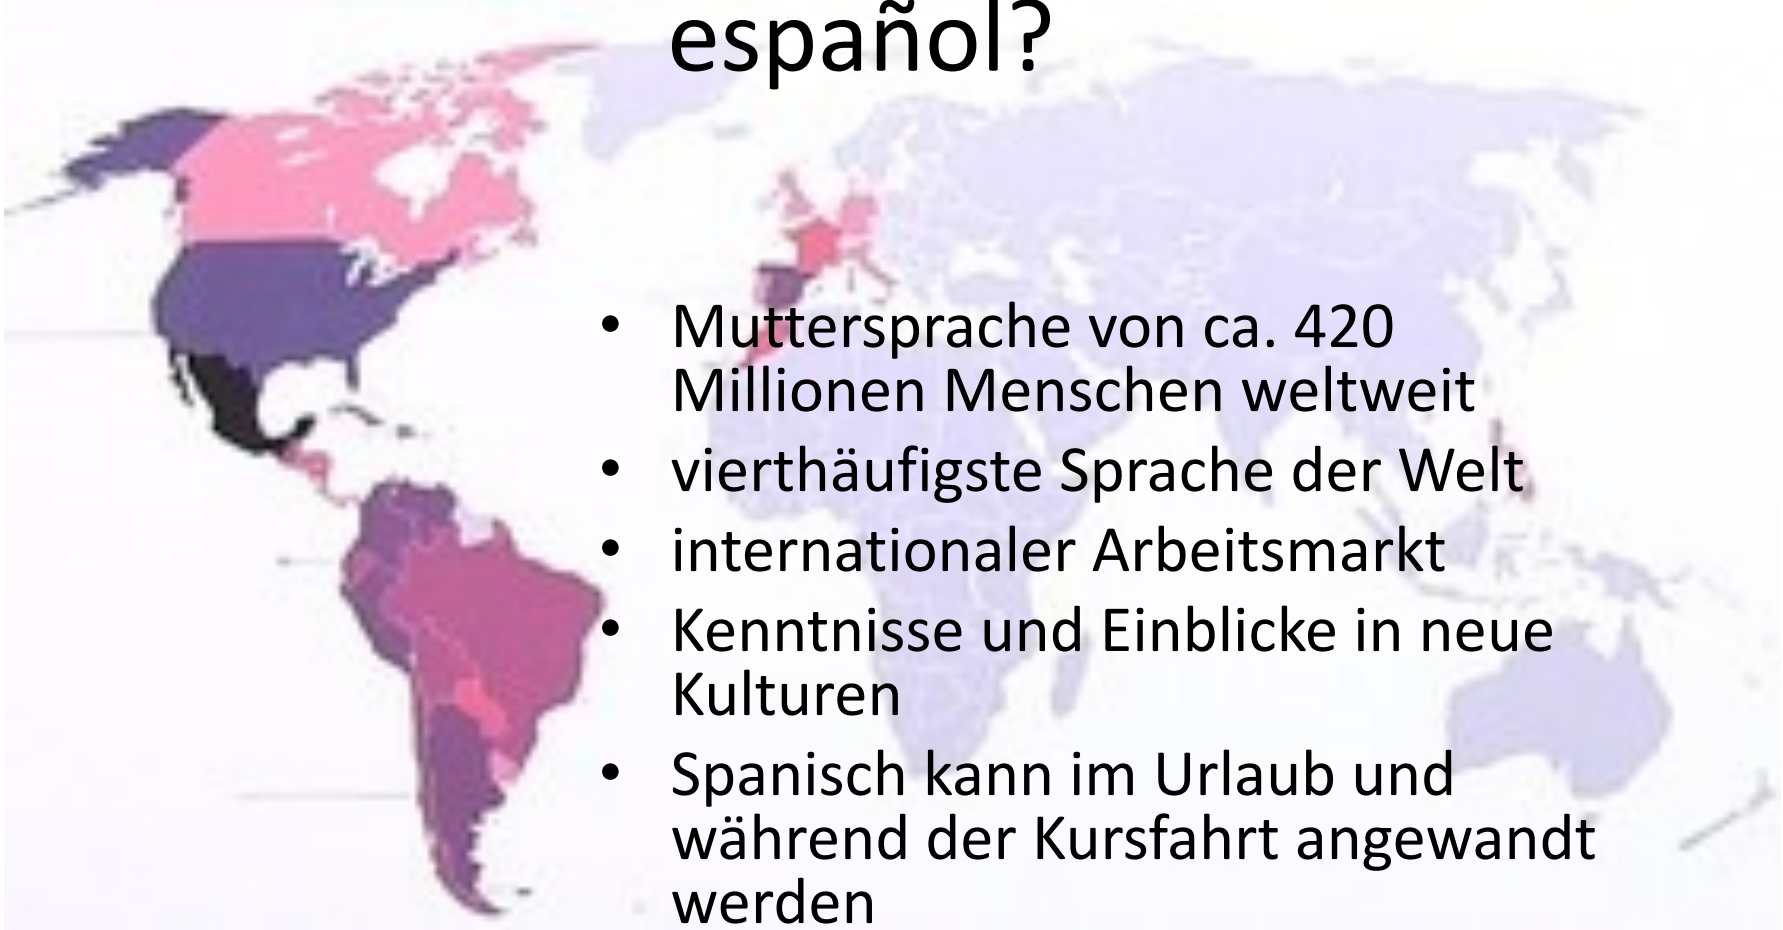 español?
• Muttersprache von ca. 420
Millionen Menschen weltweit
• vierthäufigste Sprache der Welt
• internationaler Arbeitsmarkt
• Kenntnisse und Einblicke in neue
Kulturen
• Spanisch kann im Urlaub und
während der Kursfahrt angewandt
werden